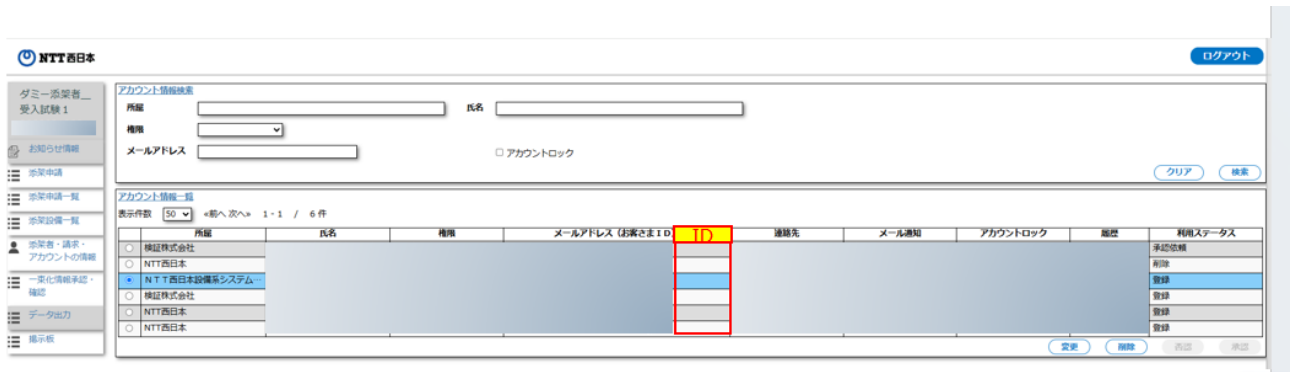 NTT西日本
ログアウト
ダミー添架者__
受入試験1
お知らせ情報
添架申請
添架申請一覧
添架設備一覧
添架者・請求・
アカウントの情報
一束化情報承認・
確認
データ出力
掲示板
アカウント情報検索
所属
氏名
権限
メールアドレス
アカウントロック
クリア
検索
アカウント情報一覧
表示件数 50 «前へ 次へ» 1 - 1 / 6 件
所属 氏名 権限 メールアドレス（お客さまID） ID 連絡先 メール通知 アカウントロック 履歴 利用ステータス
検証株式会社 承認依頼
NTT西日本 削除
NTT西日本設備系システム… 登録
検証株式会社 登録
NTT西日本 登録
NTT西日本 登録
変更 削除 否認 承認